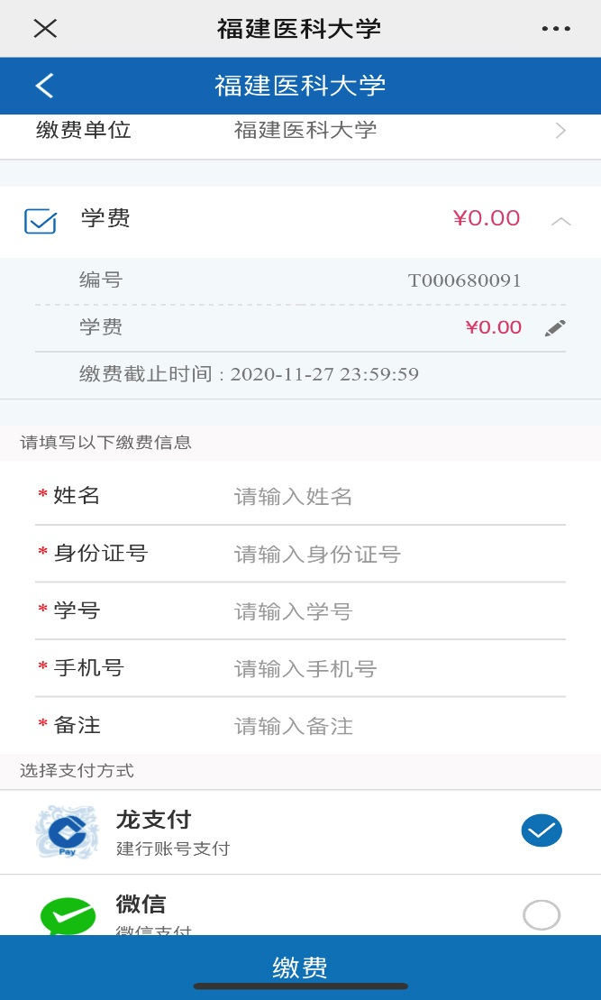 福建医科大学
福建医科大学
缴费单位 福建医科大学
学费 ¥0.00
编号 T000680091
学费 ¥0.00
缴费截止时间 : 2020-11-27 23:59:59
请填写以下缴费信息
* 姓名 请输入姓名
* 身份证号 请输入身份证号
* 学号 请输入学号
* 手机号 请输入手机号
* 备注 请输入备注
选择支付方式
龙支付
Pay
建行账号支付
微信
微信支付
缴费